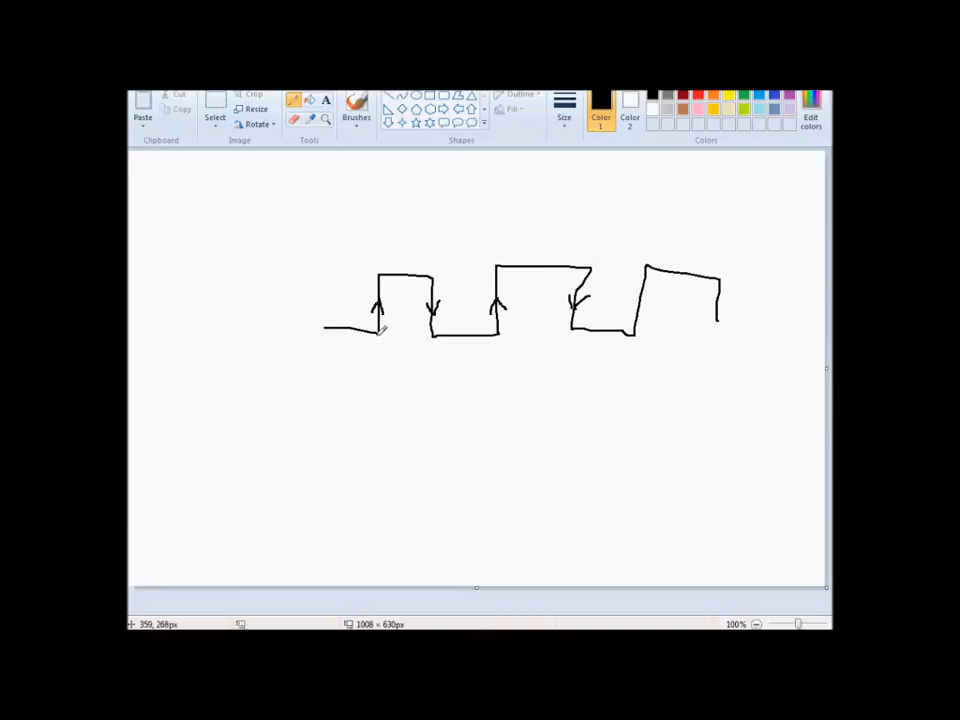 Cut
Crop
Outline
Copy
Resize
Fill
Paste
Select
Rotate
Brushes
Size
Color 1
Color 2
Edit colors
Clipboard
Image
Tools
Shapes
Colors
359, 268px
1008 × 630px
100%